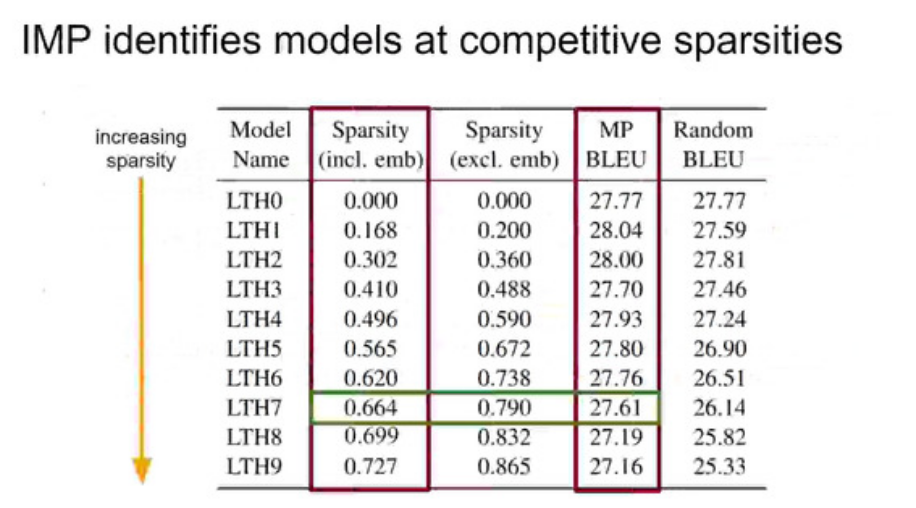 IMP identifies models at competitive sparsities
increasing
sparsity
Model Sparsity Sparsity MP Random
Name (incl. emb) (excl. emb) BLEU BLEU
LTH0 0.000 0.000 27.77 27.77
LTH1 0.168 0.200 28.04 27.59
LTH2 0.302 0.360 28.00 27.81
LTH3 0.410 0.488 27.70 27.46
LTH4 0.496 0.590 27.93 27.24
LTH5 0.565 0.672 27.80 26.90
LTH6 0.620 0.738 27.76 26.51
LTH7 0.664 0.790 27.61 26.14
LTH8 0.699 0.832 27.19 25.82
LTH9 0.727 0.865 27.16 25.33